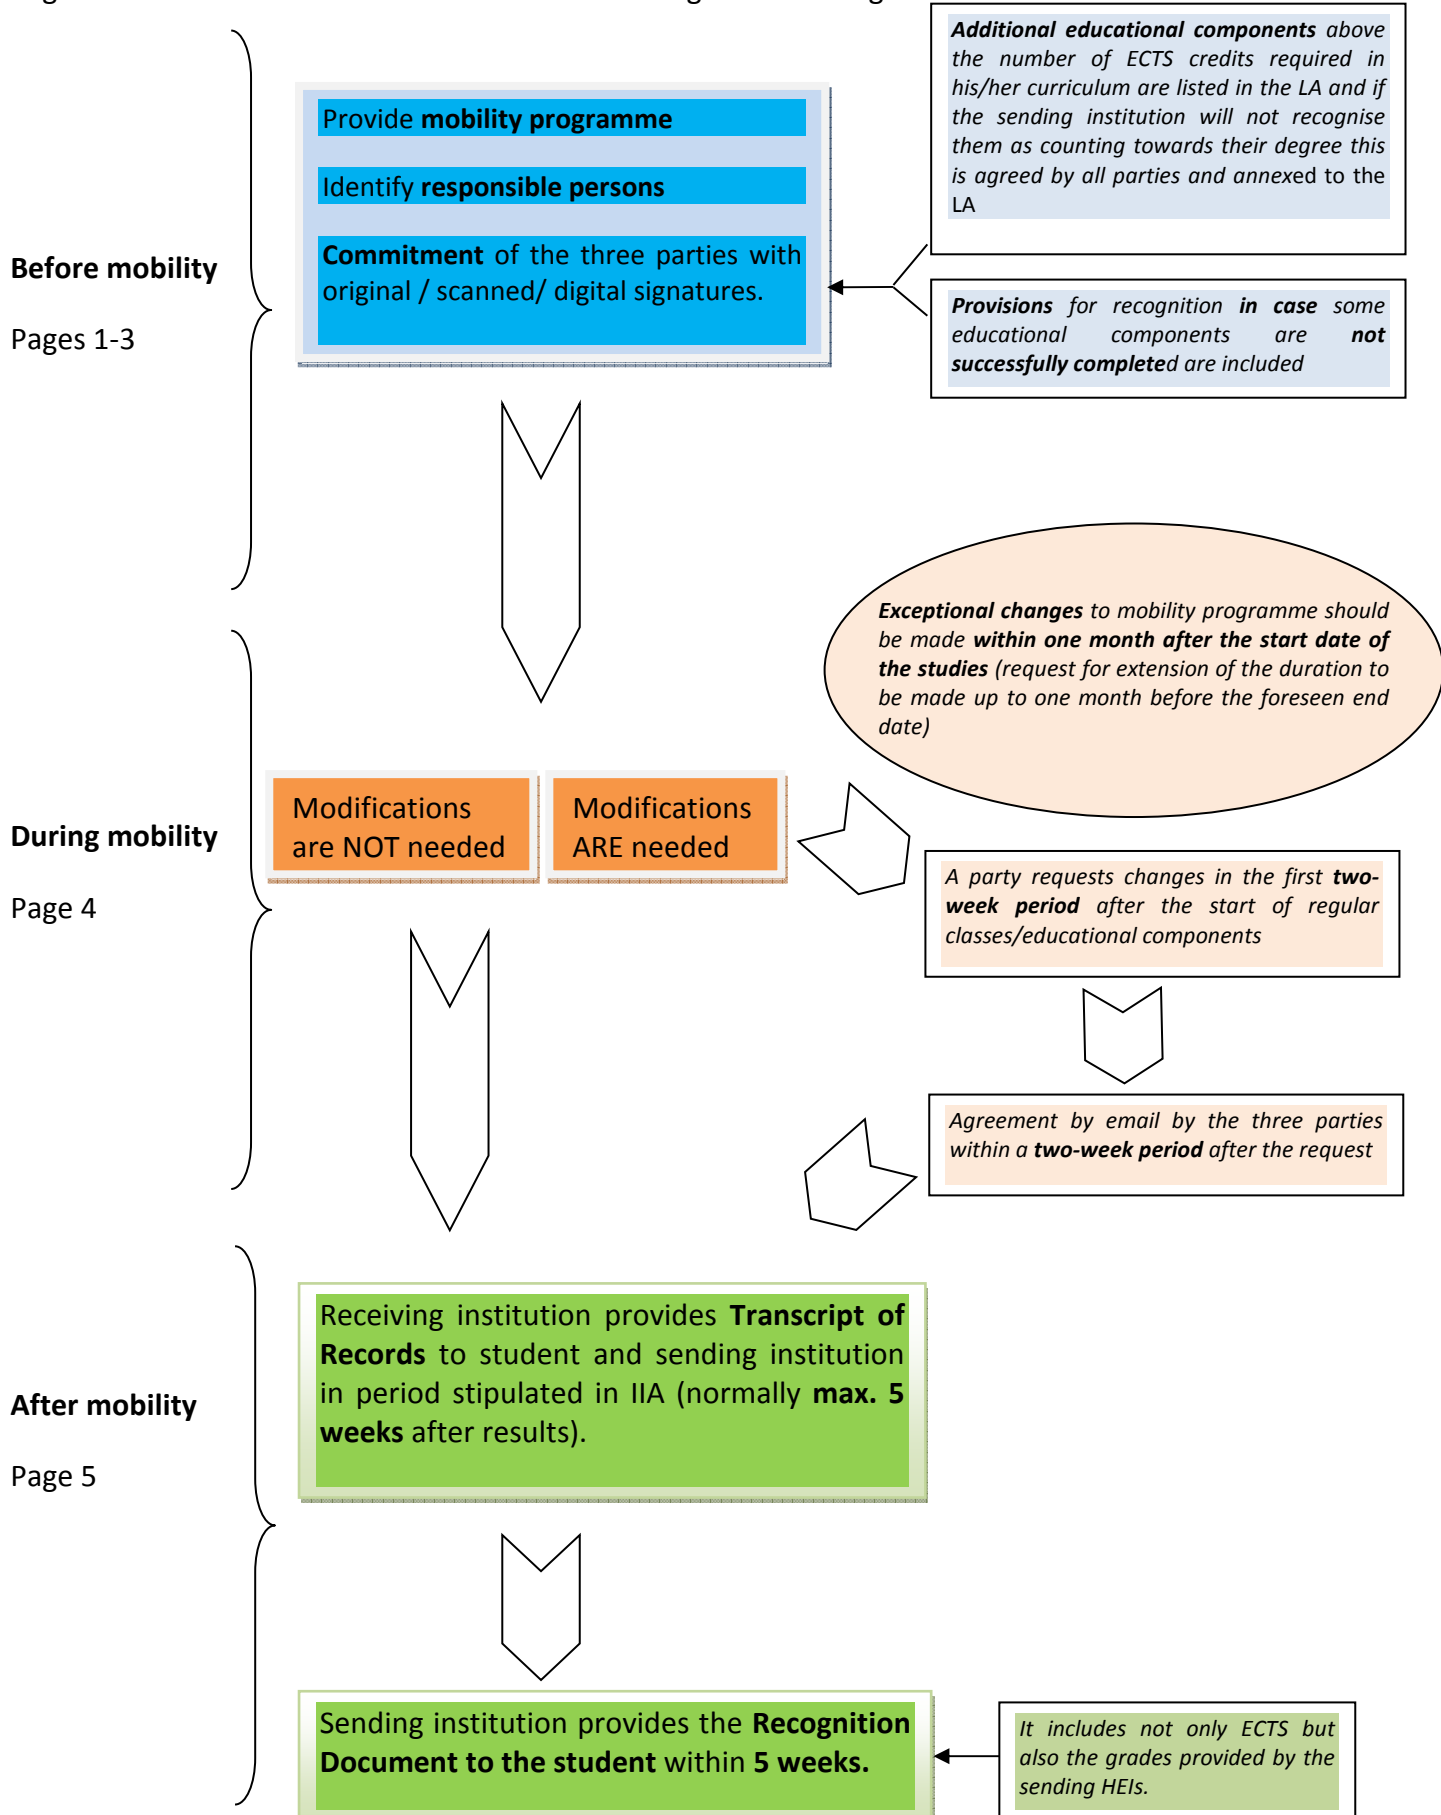 Additional educational components above
the number of ECTS credits required in
his/her curriculum are listed in the LA and if
the sending institution will not recognise
them as counting towards their degree this
is agreed by all parties and annexed to the
LA
Provide mobility programme
Identify responsible persons
Commitment of the three parties with
original / scanned/ digital signatures.
Before mobility
Pages 1-3
Provisions for recognition in case some
educational components are not
successfully completed are included
Exceptional changes to mobility programme should
be made within one month after the start date of
the studies (request for extension of the duration to
be made up to one month before the foreseen end
date)
During mobility
Page 4
Modifications
are NOT needed
Modifications
ARE needed
A party requests changes in the first two-
week period after the start of regular
classes/educational components
Agreement by email by the three parties
within a two-week period after the request
After mobility
Page 5
Receiving institution provides Transcript of
Records to student and sending institution
in period stipulated in IIA (normally max. 5
weeks after results).
Sending institution provides the Recognition
Document to the student within 5 weeks.
It includes not only ECTS but
also the grades provided by the
sending HEIs.